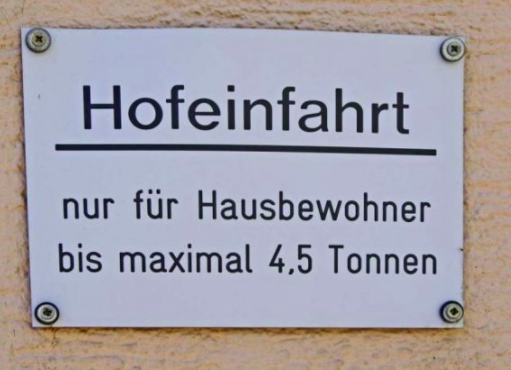 Hofeinfahrt
nur für Hausbewohner
bis maximal 4,5 Tonnen